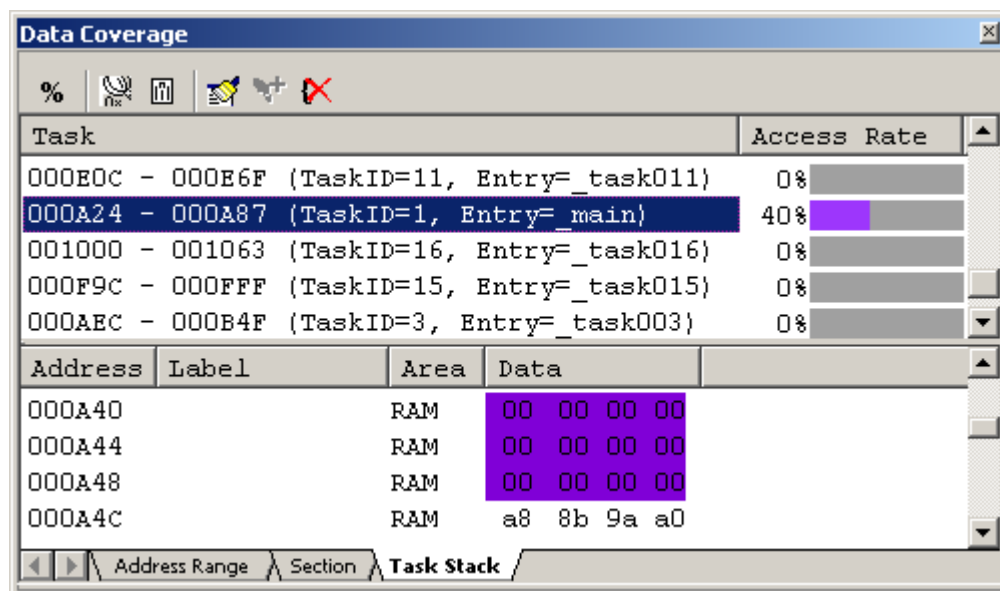 Data Coverage
%
Task Access Rate
000E0C - 000E6F (TaskID=11, Entry=_task011) 0%
000A24 - 000A87 (TaskID=1, Entry=_main) 40%
001000 - 001063 (TaskID=16, Entry=_task016) 0%
000F9C - 000FFF (TaskID=15, Entry=_task015) 0%
000AEC - 000B4F (TaskID=3, Entry=_task003) 0%
Address Label Area Data
000A40 RAM 00 00 00 00
000A44 RAM 00 00 00 00
000A48 RAM 00 00 00 00
000A4C RAM a8 8b 9a a0
Address Range Section Task Stack